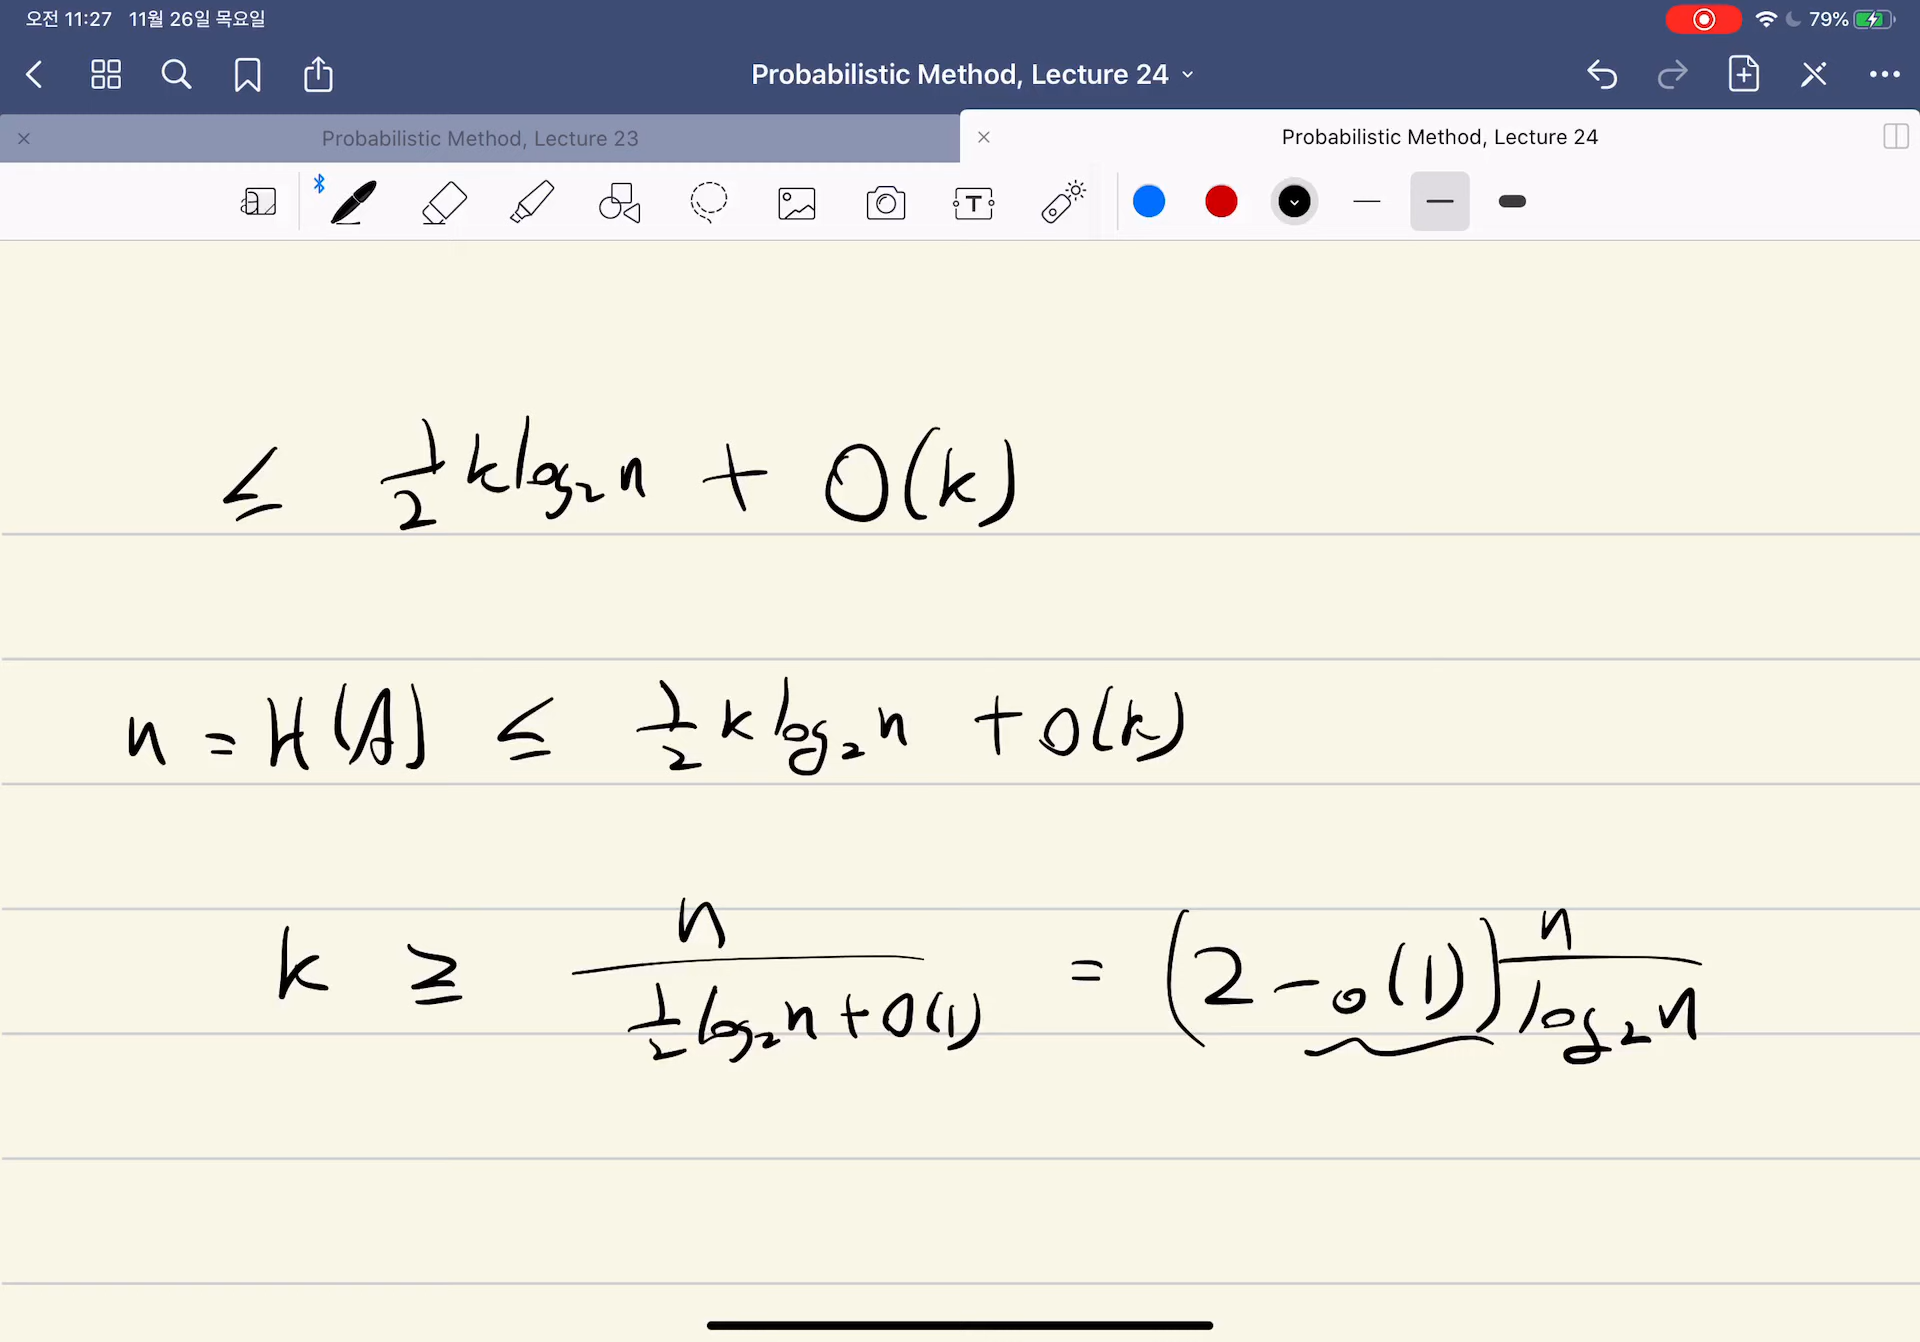 오전 11:27 11월 26일 목요일 79%
Probabilistic Method, Lecture 24
Probabilistic Method, Lecture 23
Probabilistic Method, Lecture 24
≤ 1/2 k log₂ n + O(k)
n = H(A) ≤ 1/2 k log₂ n + O(k)
k ≥ n / (1/2 log₂ n + O(1)) = (2 - o(1)) n / log₂ n